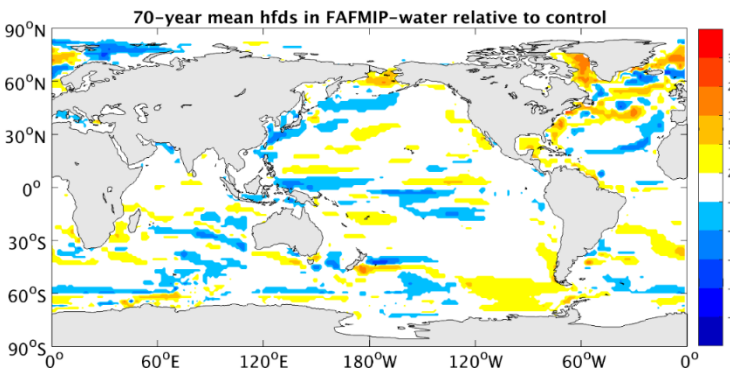 70-year mean hfds in FAFMIP-water relative to control
90°N
60°N
30°N
0°
30°S
60°S
90°S
0° 60°E 120°E 180°W 120°W 60°W 0°